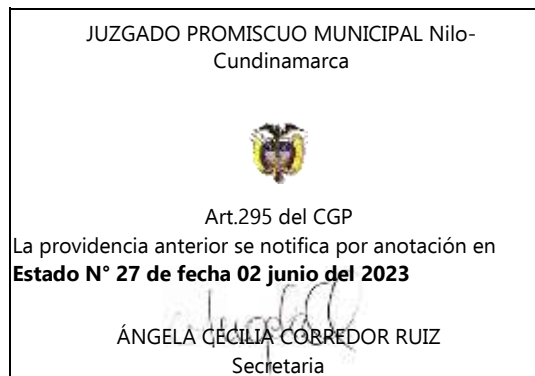 JUZGADO PROMISCUO MUNICIPAL Nilo-
Cundinamarca
Art.295 del CGP
La providencia anterior se notifica por anotación en
Estado N° 27 de fecha 02 junio del 2023
ÁNGELA CECILIA CORREDOR RUIZ
Secretaria